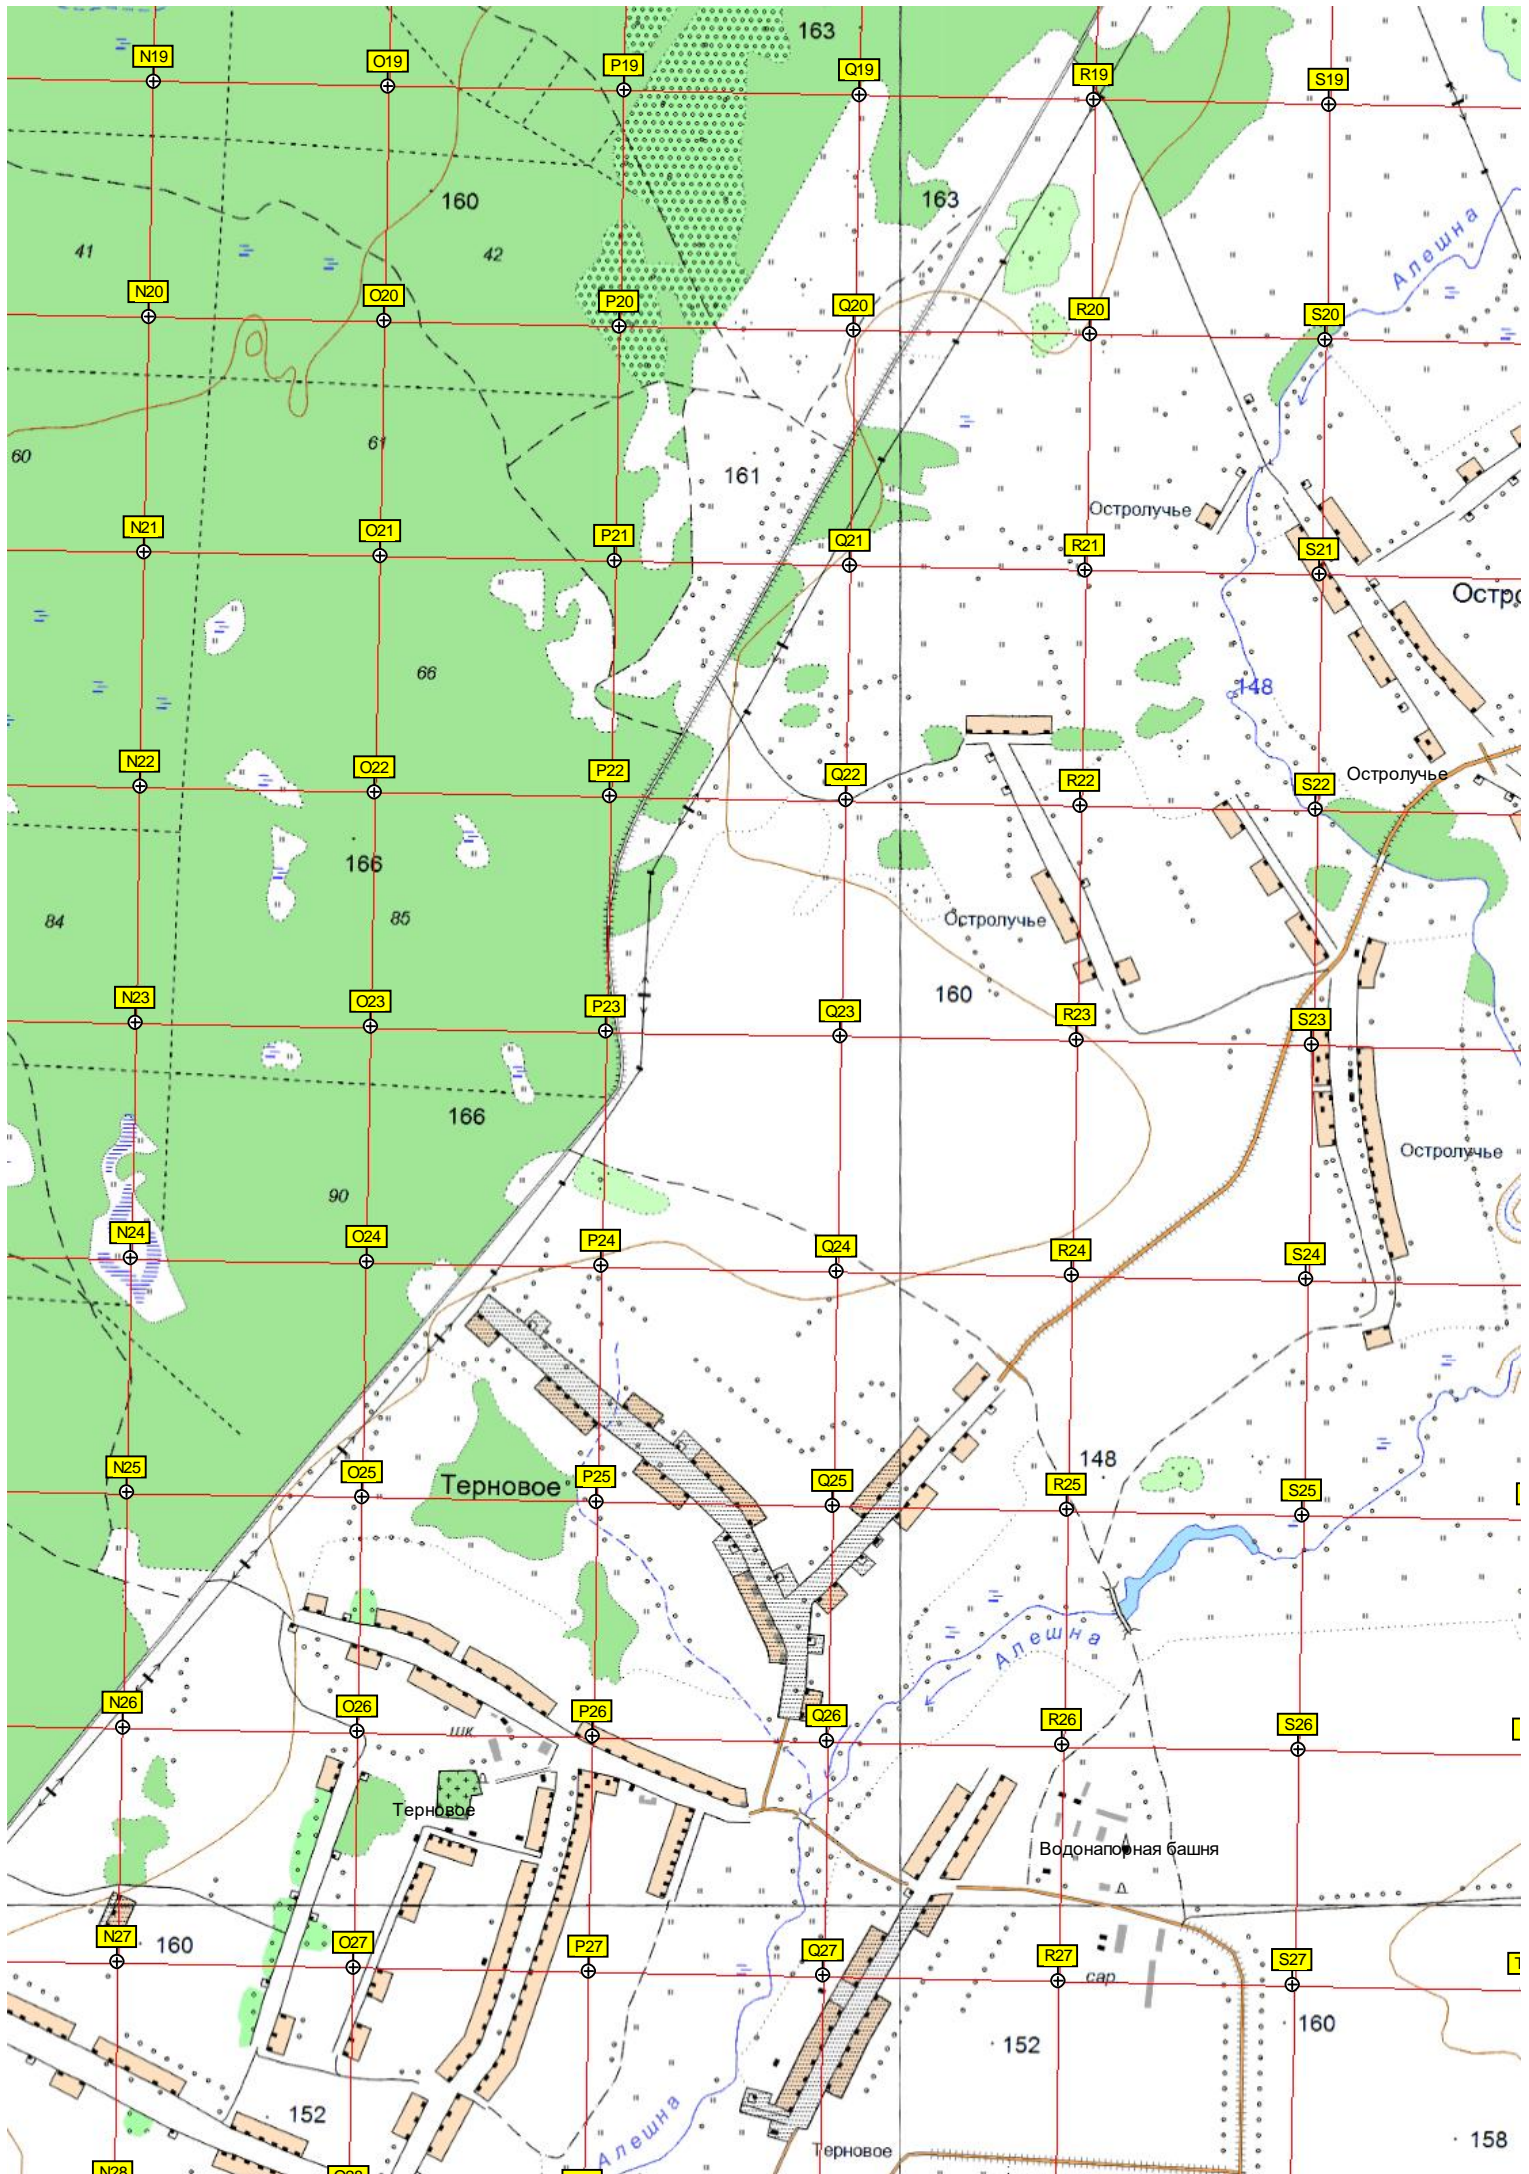 163
N19
O19
P19
Q19
R19
S19
160
163
Алешна
41
42
N20
O20
P20
Q20
R20
S20
60
61
161
Остролучье
N21
O21
P21
Q21
R21
S21
66
148
N22
O22
P22
Q22
R22
Остролучье
S22
166
84
85
Остролучье
160
N23
O23
P23
Q23
R23
S23
166
Остролучье
90
N24
O24
P24
Q24
R24
S24
148
N25
O25
Терновое
P25
Q25
R25
S25
Алешна
N26
O26
P26
Q26
R26
S26
шк
Терновое
Водонапорная башня
160
N27
O27
P27
Q27
R27
S27
сар
160
152
152
Алешна
158
Терновое
N28